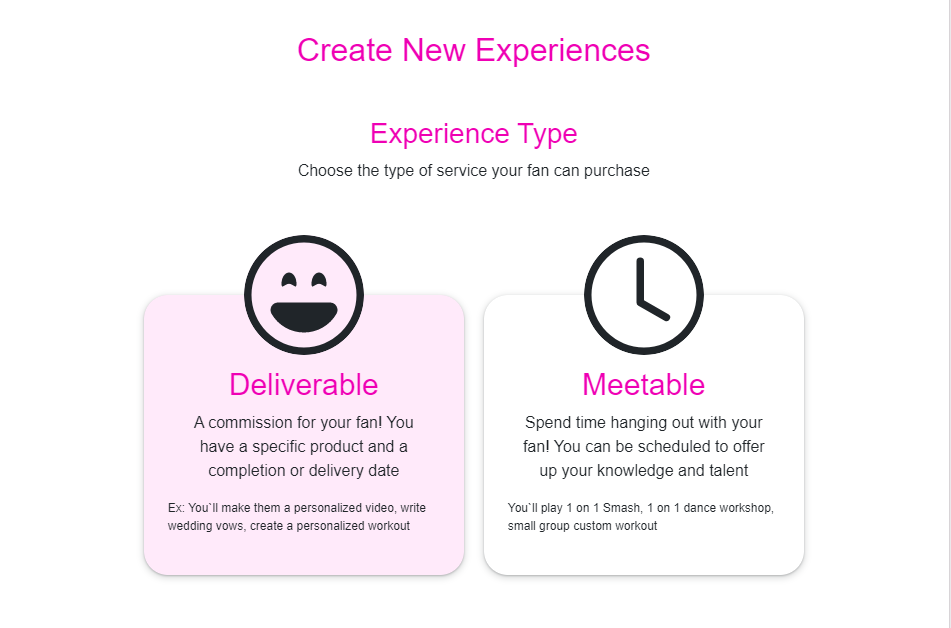 Create New Experiences
Experience Type
Choose the type of service your fan can purchase
Deliverable
A commission for your fan! You
have a specific product and a
completion or delivery date
Ex: You`ll make them a personalized video, write
wedding vows, create a personalized workout
Meetable
Spend time hanging out with your
fan! You can be scheduled to offer
up your knowledge and talent
You`ll play 1 on 1 Smash, 1 on 1 dance workshop,
small group custom workout